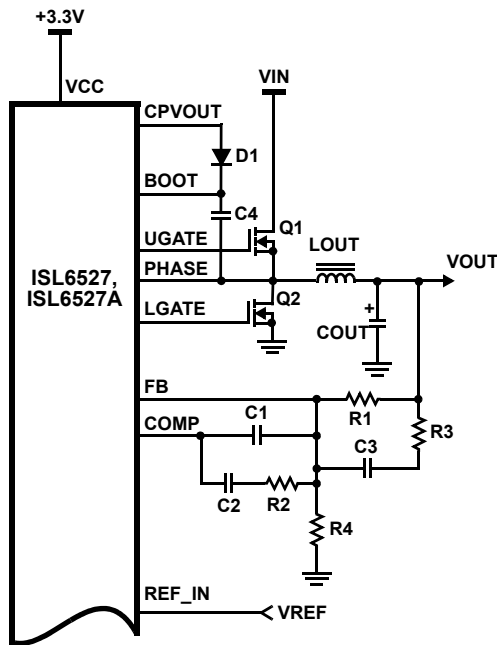 +3.3V
VCC
VIN
CPVOUT
D1
BOOT
C4
Q1
UGATE
LOUT
VOUT
PHASE
ISL6527,
ISL6527A
Q2
LGATE
+
COUT
FB
R1
COMP
C1
R3
C3
C2
R2
R4
REF_IN
VREF